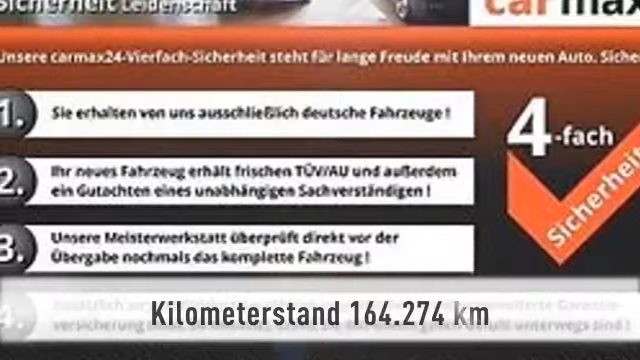 Sicherheit Leidenschaft
carmax
Unsere carmax24-Vierfach-Sicherheit steht für lange Freude mit Ihrem neuen Auto. Sicher
1. Sie erhalten von uns ausschließlich deutsche Fahrzeuge !
2. Ihr neues Fahrzeug erhält frischen TÜV/AU und außerdem
ein Gutachten eines unabhängigen Sachverständigen !
3. Unsere Meisterwerkstatt überprüft direkt vor der
Übergabe nochmals das komplette Fahrzeug !
4-fach
Sicherheit
4.
Kilometerstand 164.274 km
unterwegs sind !